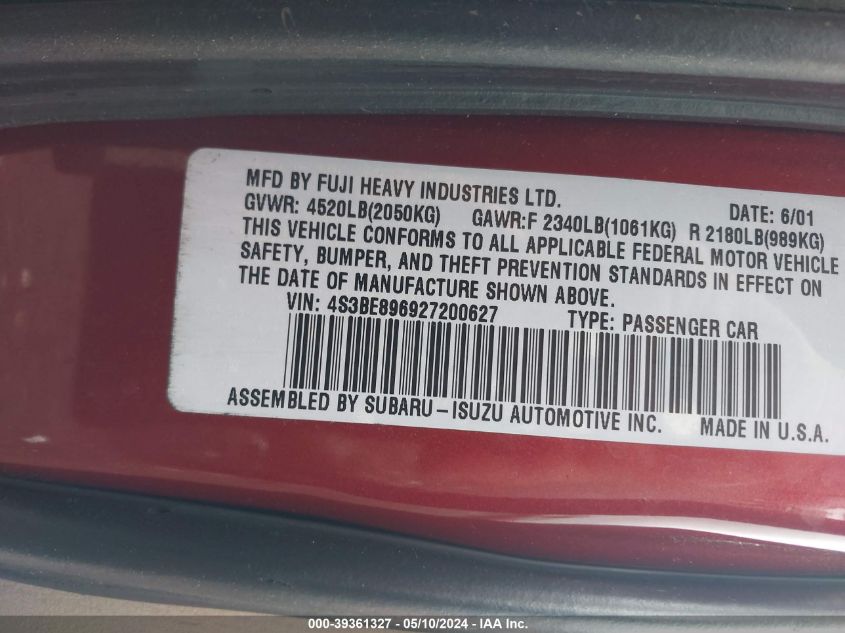 MFD BY FUJI HEAVY INDUSTRIES LTD. DATE: 6/01
GVWR: 4520LB(2050KG) GAWR:F 2340LB(1061KG) R 2180LB(989KG)
THIS VEHICLE CONFORMS TO ALL APPLICABLE FEDERAL MOTOR VEHICLE
SAFETY, BUMPER, AND THEFT PREVENTION STANDARDS IN EFFECT ON
THE DATE OF MANUFACTURE SHOWN ABOVE.
VIN: 4S3BE896927200627 TYPE: PASSENGER CAR
ASSEMBLED BY SUBARU-ISUZU AUTOMOTIVE INC. MADE IN U.S.A.
000-39361327 - 05/10/2024 - IAA Inc.